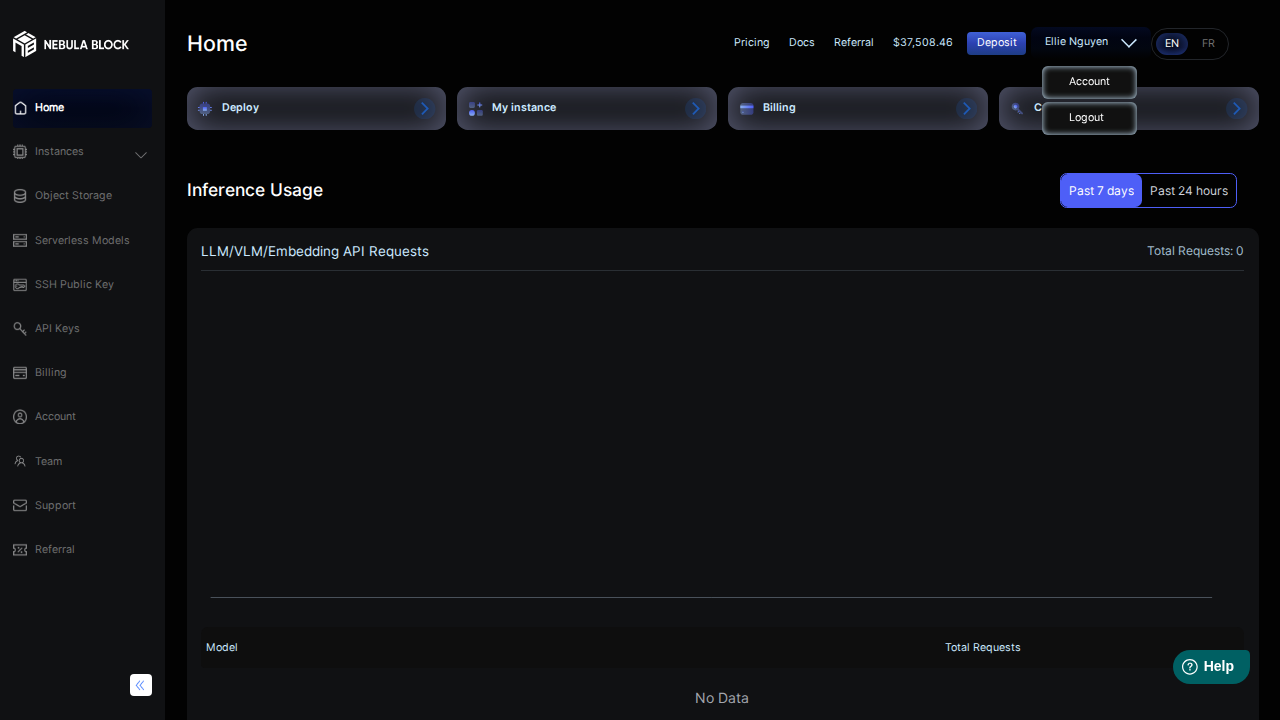 NEBULA BLOCK
Home
Instances
Object Storage
Serverless Models
SSH Public Key
API Keys
Billing
Account
Team
Support
Referral
Home
Pricing
Docs
Referral
$37,508.46
Deposit
Ellie Nguyen
EN
FR
Account
Logout
Deploy
My instance
Billing
C
Inference Usage
Past 7 days
Past 24 hours
LLM/VLM/Embedding API Requests
Total Requests: 0
Model
Total Requests
No Data
Help